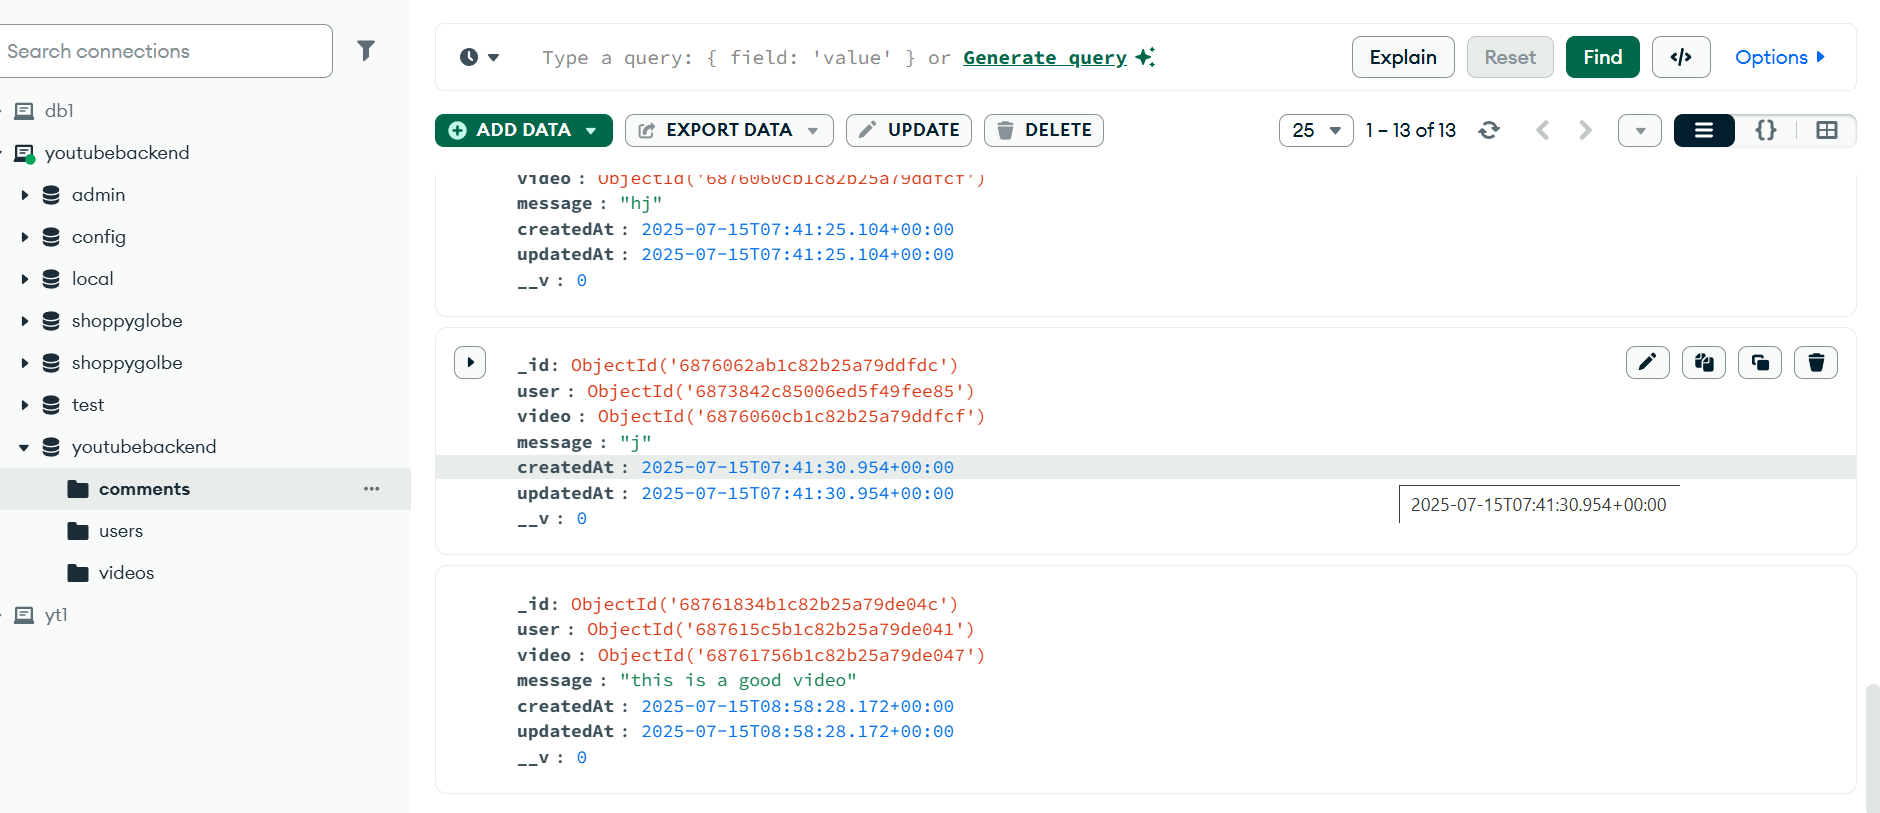 Search connections
db1
youtubebackend
admin
config
local
shoppyglobe
shoppygolbe
test
youtubebackend
comments
users
videos
yt1
Type a query: { field: 'value' } or Generate query
Explain
Reset
Find
</>
Options
ADD DATA
EXPORT DATA
UPDATE
DELETE
25
1 – 13 of 13
{}
video : ObjectId('6876060cb1c82b25a79ddfcf')
message : "hj"
createdAt : 2025-07-15T07:41:25.104+00:00
updatedAt : 2025-07-15T07:41:25.104+00:00
__v : 0
_id: ObjectId('6876062ab1c82b25a79ddfdc')
user : ObjectId('6873842c85006ed5f49fee85')
video : ObjectId('6876060cb1c82b25a79ddfcf')
message : "j"
createdAt : 2025-07-15T07:41:30.954+00:00
updatedAt : 2025-07-15T07:41:30.954+00:00
2025-07-15T07:41:30.954+00:00
__v : 0
_id: ObjectId('68761834b1c82b25a79de04c')
user : ObjectId('687615c5b1c82b25a79de041')
video : ObjectId('68761756b1c82b25a79de047')
message : "this is a good video"
createdAt : 2025-07-15T08:58:28.172+00:00
updatedAt : 2025-07-15T08:58:28.172+00:00
__v : 0